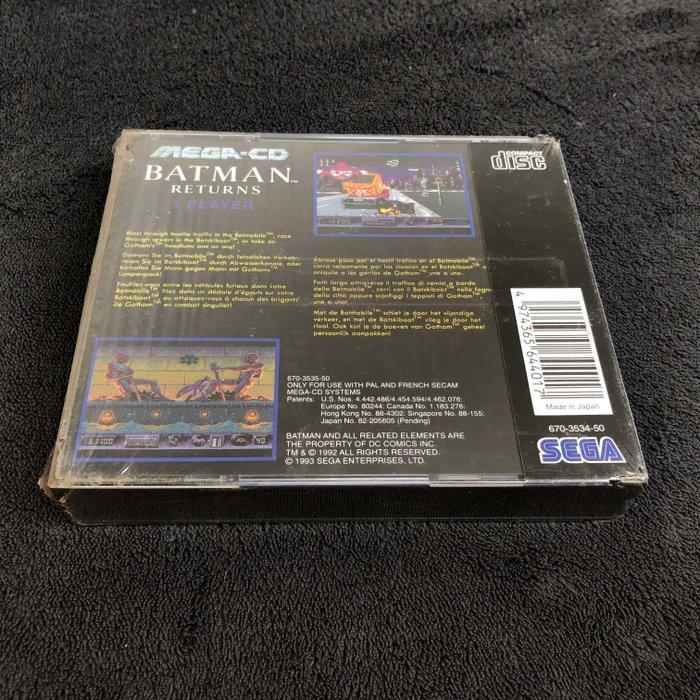 MEGA-CD
BATMAN™
RETURNS
1 PLAYER
COMPACT
disc
Blast through hostile traffic in the Batmobile™, race
through sewers in the Batskiboat™, or take on
Gotham's™ hoodlums one on one!
Donnern Sie im Batmobile™ durch feindlichen Verkehr,
rasen Sie im Batskiboat™ durch Abwasserkanäle, oder
kämpfen Sie Mann gegen Mann mit Gotham™
Lumpenpack!
Faufilez-vous entre les véhicules furieux dans votre
Batmobile™, filez dans un dédale d'égouts sur votre
Batskiboat™ ou attaquez-vous à chacun des brigands
de Gotham™ en combat singulier!
Ábrase paso por el hostil tráfico en el Batmobile™,
corra velozmente por las cloacas en el Batskiboat™ o
aniquile a los gorilas de Gotham™ uno a uno.
Fatti largo attraverso il traffico di nemici a bordo
della Batmobile™, corri con il Batskiboat™ nelle fogne
della città oppure sconfiggi i teppisti di Gotham™
uno a uno.
Met de Batmobile™ schiet je door het vijandige
verkeer, en met de Batskiboat™ vlieg je door het
riool. Ook kun je de boeven van Gotham™ geheel
persoonlijk aanpakken!
670-3535-50
ONLY FOR USE WITH PAL AND FRENCH SECAM
MEGA-CD SYSTEMS
Patents: U.S. Nos. 4.442.486/4.454.594/4.462.076:
Europe No. 80244: Canada No. 1.183.276:
Hong Kong No. 88-4302: Singapore No. 88-155:
Japan No. 82-205605 (Pending)
BATMAN AND ALL RELATED ELEMENTS ARE
THE PROPERTY OF DC COMICS INC.
TM & © 1992 ALL RIGHTS RESERVED.
© 1993 SEGA ENTERPRISES, LTD.
4 974365 644017
Made in Japan
670-3534-50
SEGA